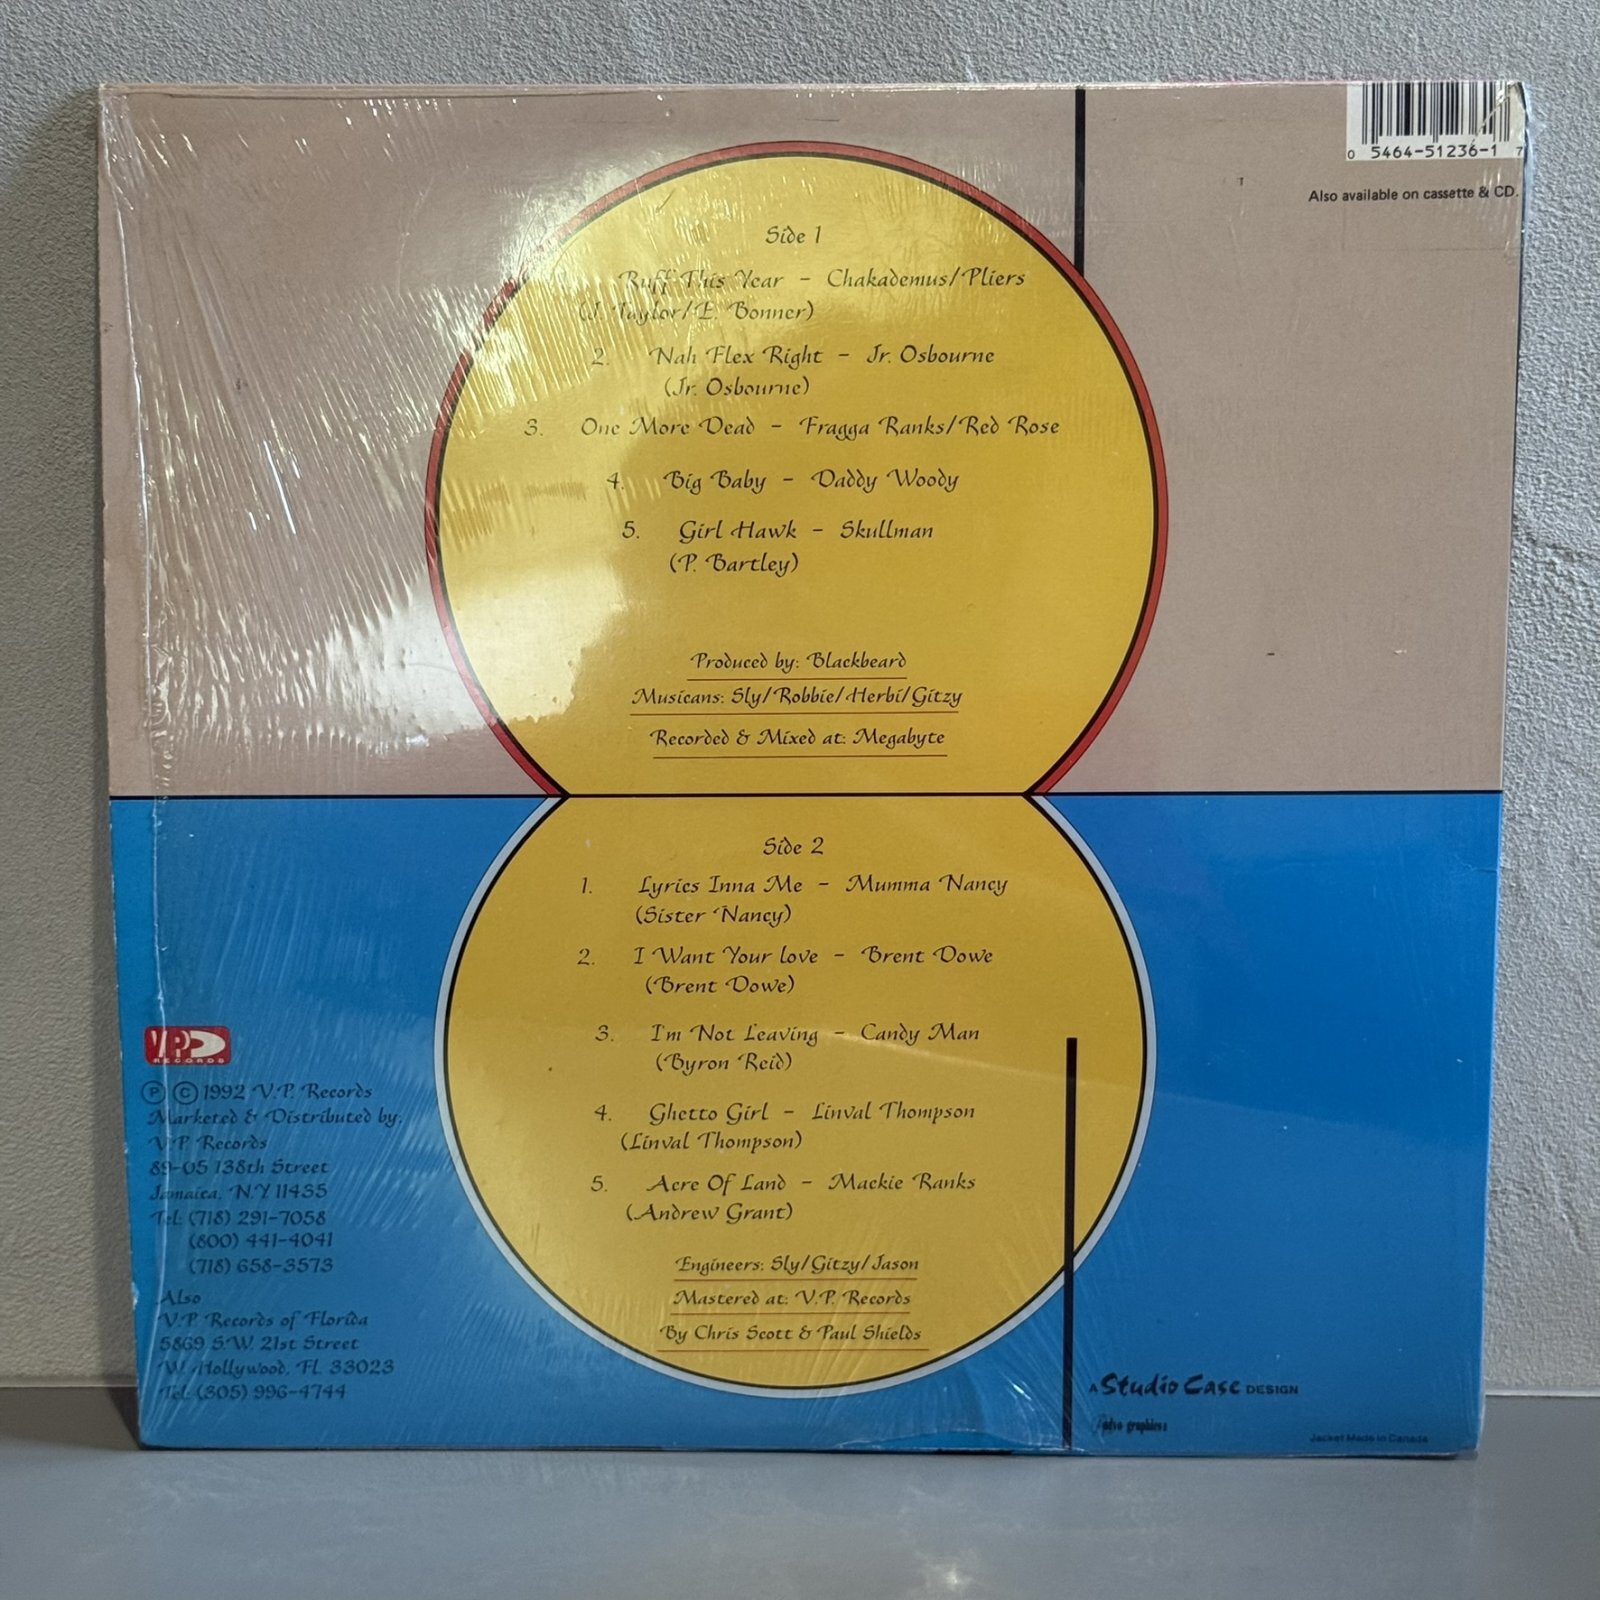 0 5464-51236-1 7
Also available on cassette & CD.
Side 1
Ruff This Year – Chakademus/Pliers
(J. Taylor/E. Bonner)
2. Nah Flex Right – Jr. Osbourne
(Jr. Osbourne)
3. One More Dead – Fragga Ranks/Red Rose
4. Big Baby – Daddy Woody
5. Girl Hawk – Skullman
(P. Bartley)
Produced by: Blackbeard
Musicans: Sly/Robbie/Herbi/Gitzy
Recorded & Mixed at: Megabyte
Side 2
1. Lyrics Inna Me – Mumma Nancy
(Sister Nancy)
2. I Want Your love – Brent Dowe
(Brent Dowe)
3. I'm Not Leaving – Candy Man
(Byron Reid)
4. Ghetto Girl – Linval Thompson
(Linval Thompson)
5. Acre Of Land – Mackie Ranks
(Andrew Grant)
Engineers: Sly/Gitzy/Jason
Mastered at: V.P. Records
By Chris Scott & Paul Shields
VP
RECORDS
Ⓟ © 1992 V.P. Records
Marketed & Distributed by:
V.P. Records
89-05 138th Street
Jamaica, N.Y 11435
Tel: (718) 291-7058
(800) 441-4041
(718) 658-3573
Also
V.P. Records of Florida
5869 S.W. 21st Street
W. Hollywood, FL 33023
Tel: (305) 996-4744
A Studio Case DESIGN
graphics
Jacket Made in Canada